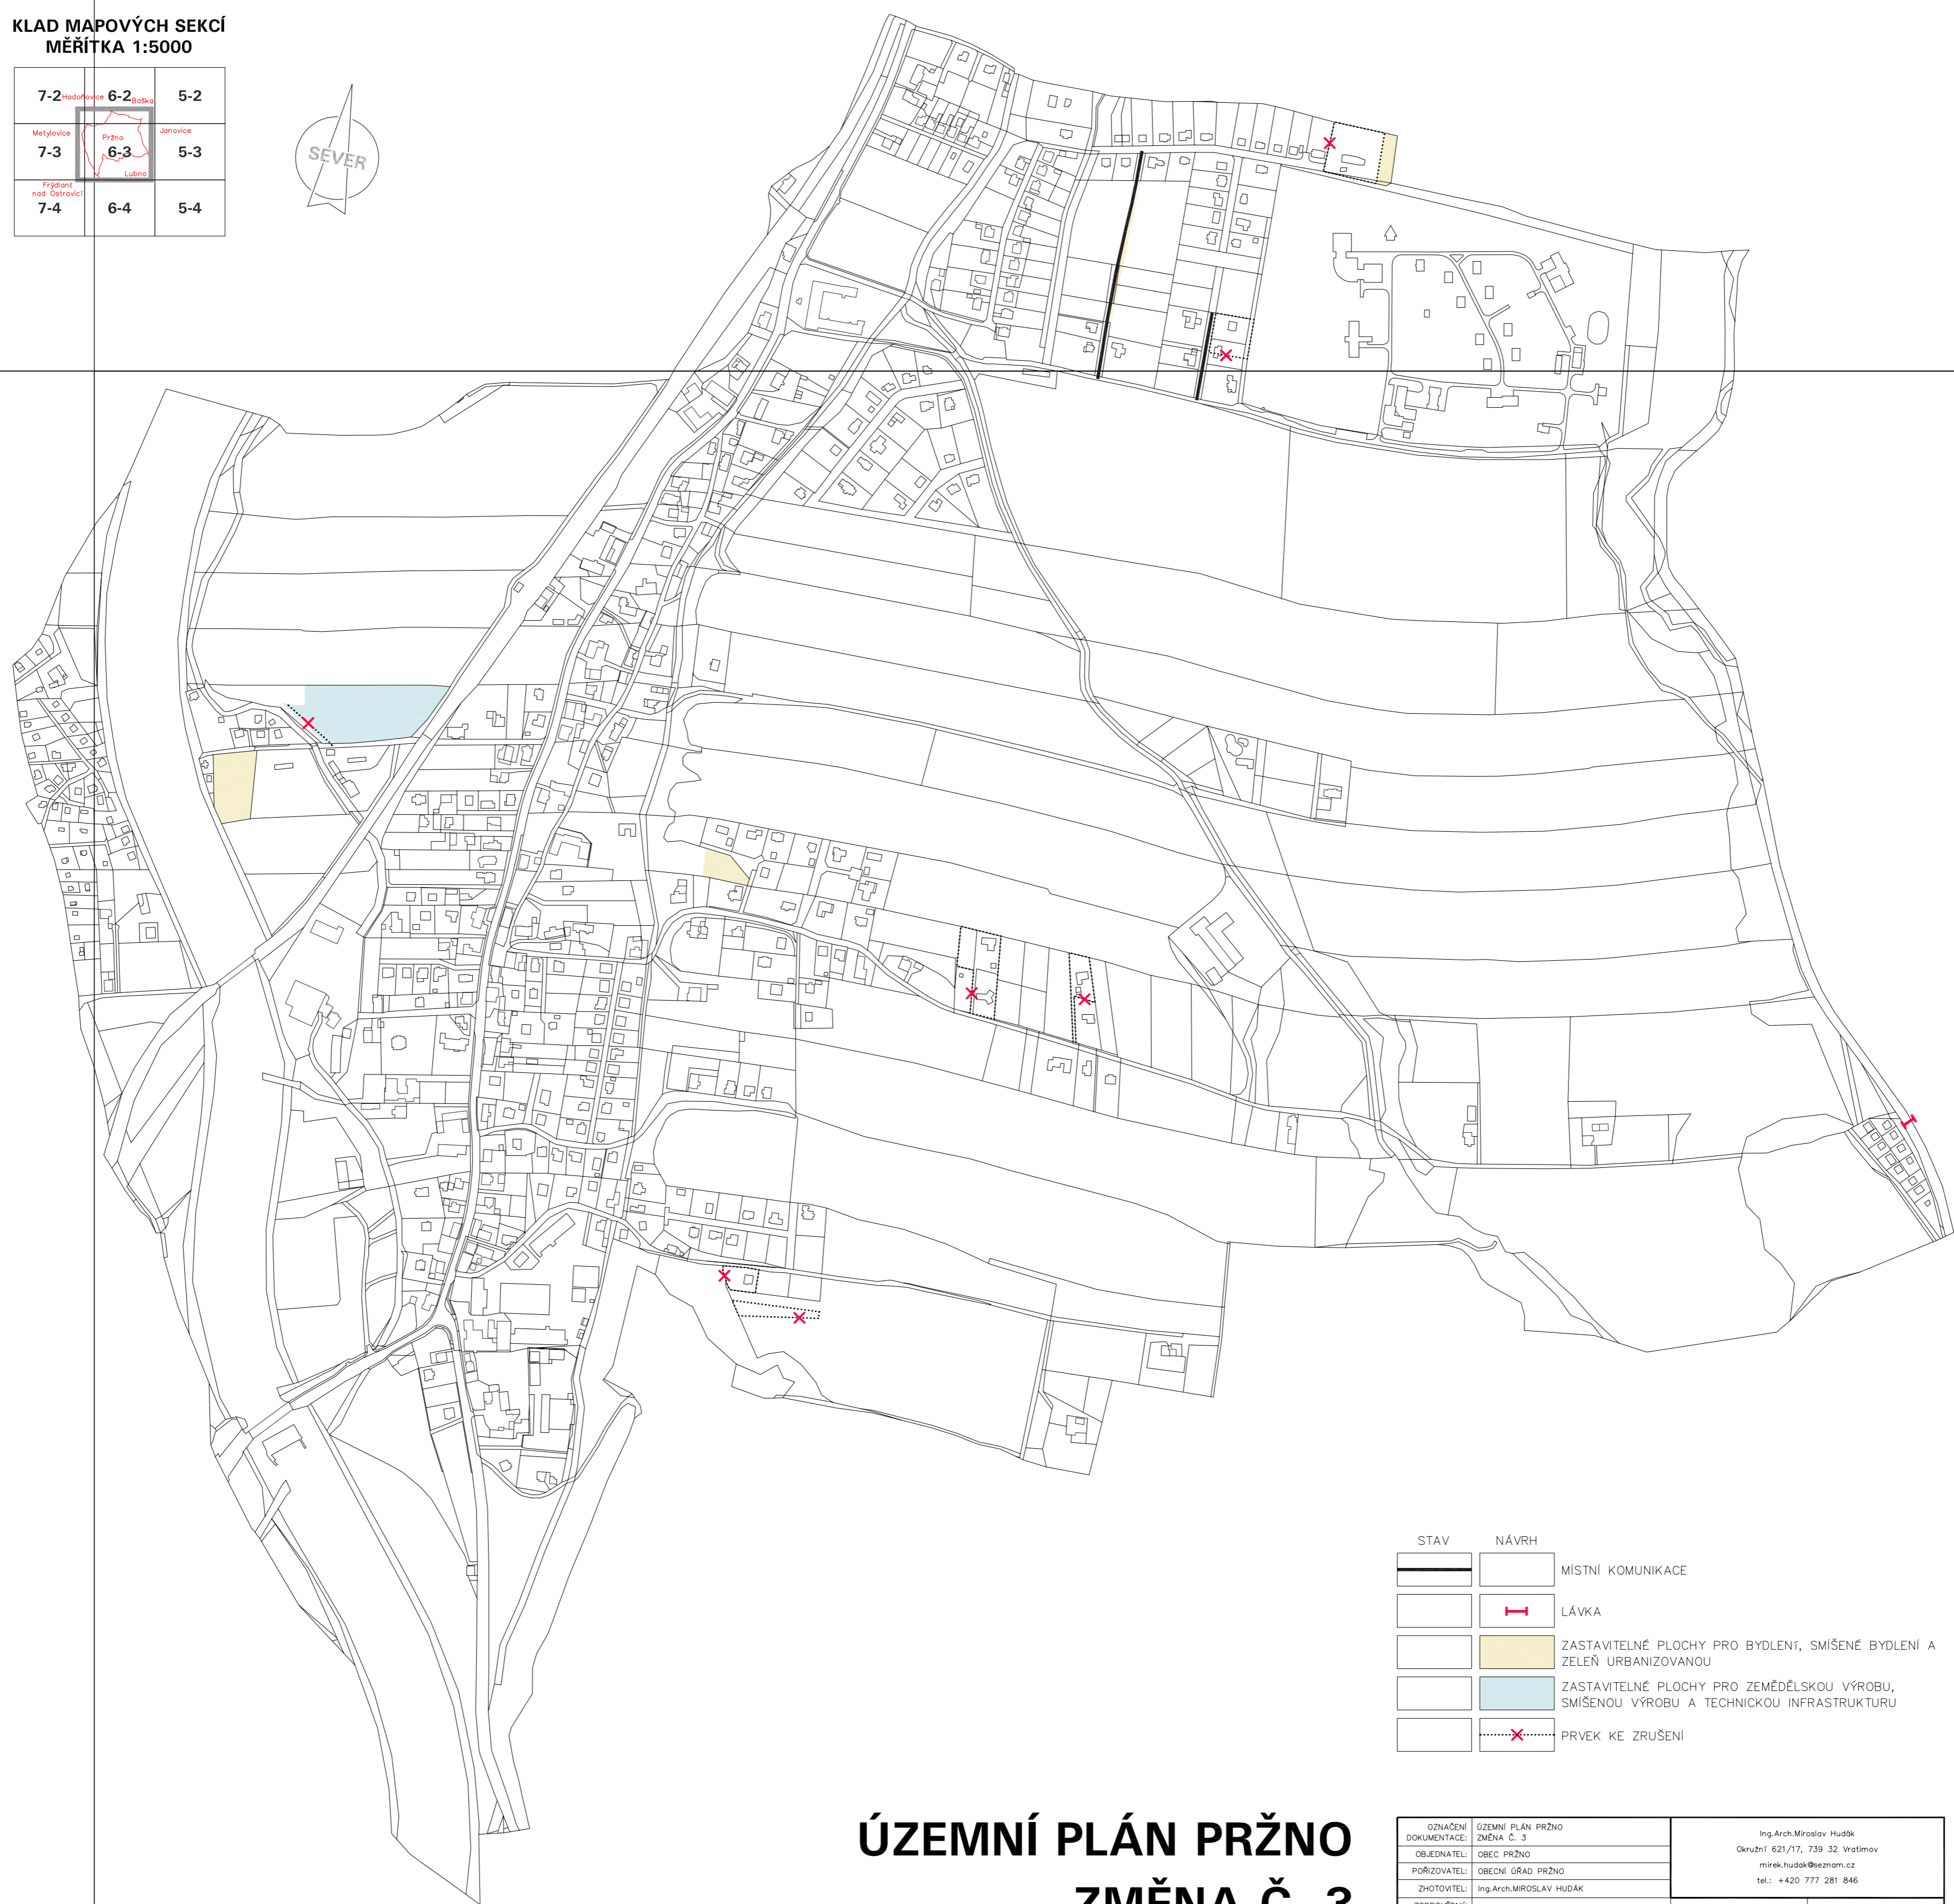 KLAD MAPOVÝCH SEKCÍ
MĚŘÍTKA 1:5000
7-2 Hodoňovice 6-2 Baška 5-2
Metylovice Pržno Janovice
7-3 6-3 5-3
Lubno
Frýdlant
nad Ostravicí
7-4 6-4 5-4
SEVER
STAV NÁVRH
MÍSTNÍ KOMUNIKACE
LÁVKA
ZASTAVITELNÉ PLOCHY PRO BYDLENí, SMÍŠENÉ BYDLENÍ A
ZELEŇ URBANIZOVANOU
ZASTAVITELNÉ PLOCHY PRO ZEMĚDĚLSKOU VÝROBU,
SMÍŠENOU VÝROBU A TECHNICKOU INFRASTRUKTURU
PRVEK KE ZRUŠENÍ
ÚZEMNÍ PLÁN PRŽNO
ZMĚNA Č. 3
OZNAČENÍ ÚZEMNÍ PLÁN PRŽNO
DOKUMENTACE: ZMĚNA Č. 3
OBJEDNATEL: OBEC PRŽNO
POŘIZOVATEL: OBECNÍ ÚŘAD PRŽNO
ZHOTOVITEL: Ing.Arch.MIROSLAV HUDÁK
Ing.Arch.Miroslav Hudák
Okružní 621/17, 739 32 Vratimov
mirek.hudak@seznam.cz
tel.: +420 777 281 846